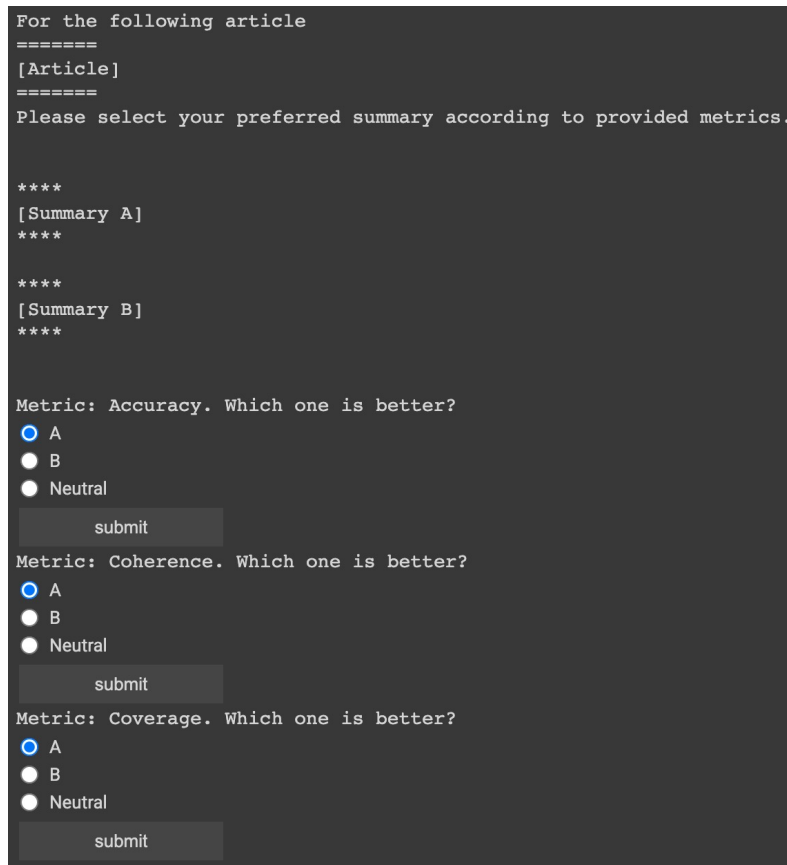 For the following article
=======
[Article]
=======
Please select your preferred summary according to provided metrics.
****
[Summary A]
****
****
[Summary B]
****
Metric: Accuracy. Which one is better?
A
B
Neutral
submit
Metric: Coherence. Which one is better?
A
B
Neutral
submit
Metric: Coverage. Which one is better?
A
B
Neutral
submit